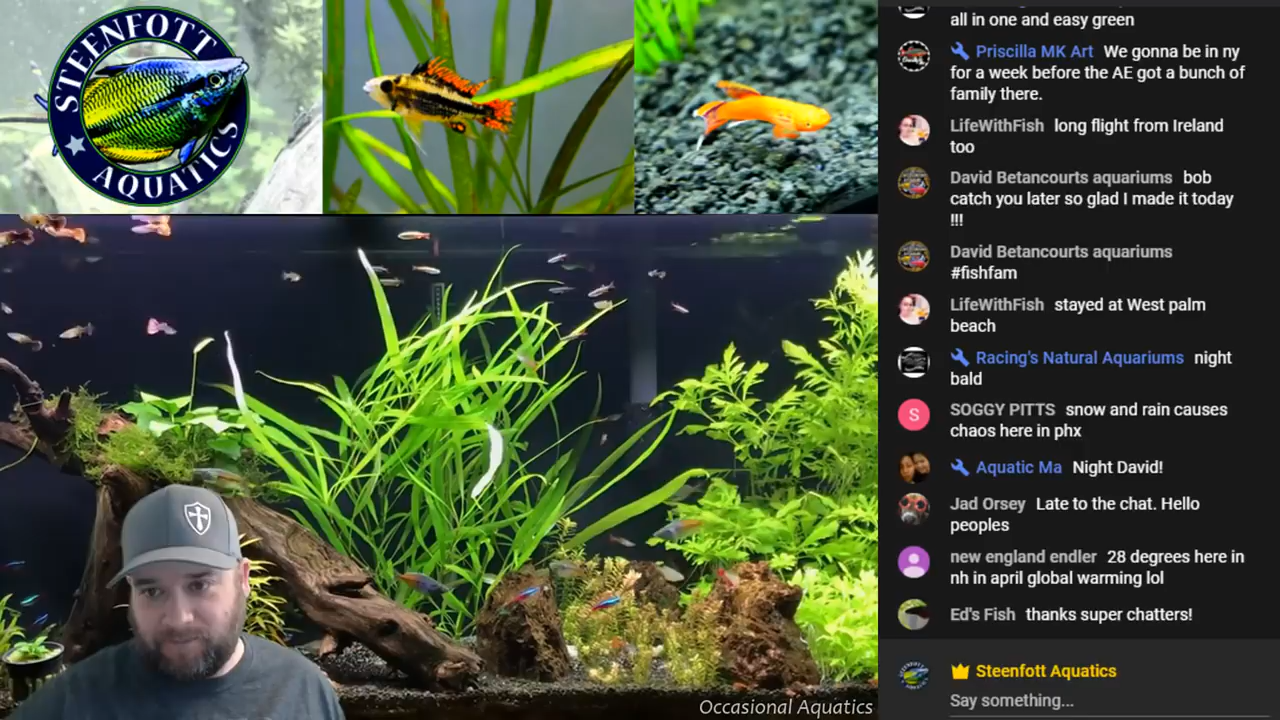 STEENFOTT
AQUATICS
all in one and easy green
Priscilla MK Art We gonna be in ny
for a week before the AE got a bunch of
family there.
LifeWithFish long flight from Ireland
too
David Betancourts aquariums bob
catch you later so glad I made it today
!!!
David Betancourts aquariums
#fishfam
LifeWithFish stayed at West palm
beach
Racing's Natural Aquariums night
bald
S SOGGY PITTS snow and rain causes
chaos here in phx
Aquatic Ma Night David!
Jad Orsey Late to the chat. Hello
peoples
new england endler 28 degrees here in
nh in april global warming lol
Ed's Fish thanks super chatters!
Steenfott Aquatics
Say something...
Occasional Aquatics